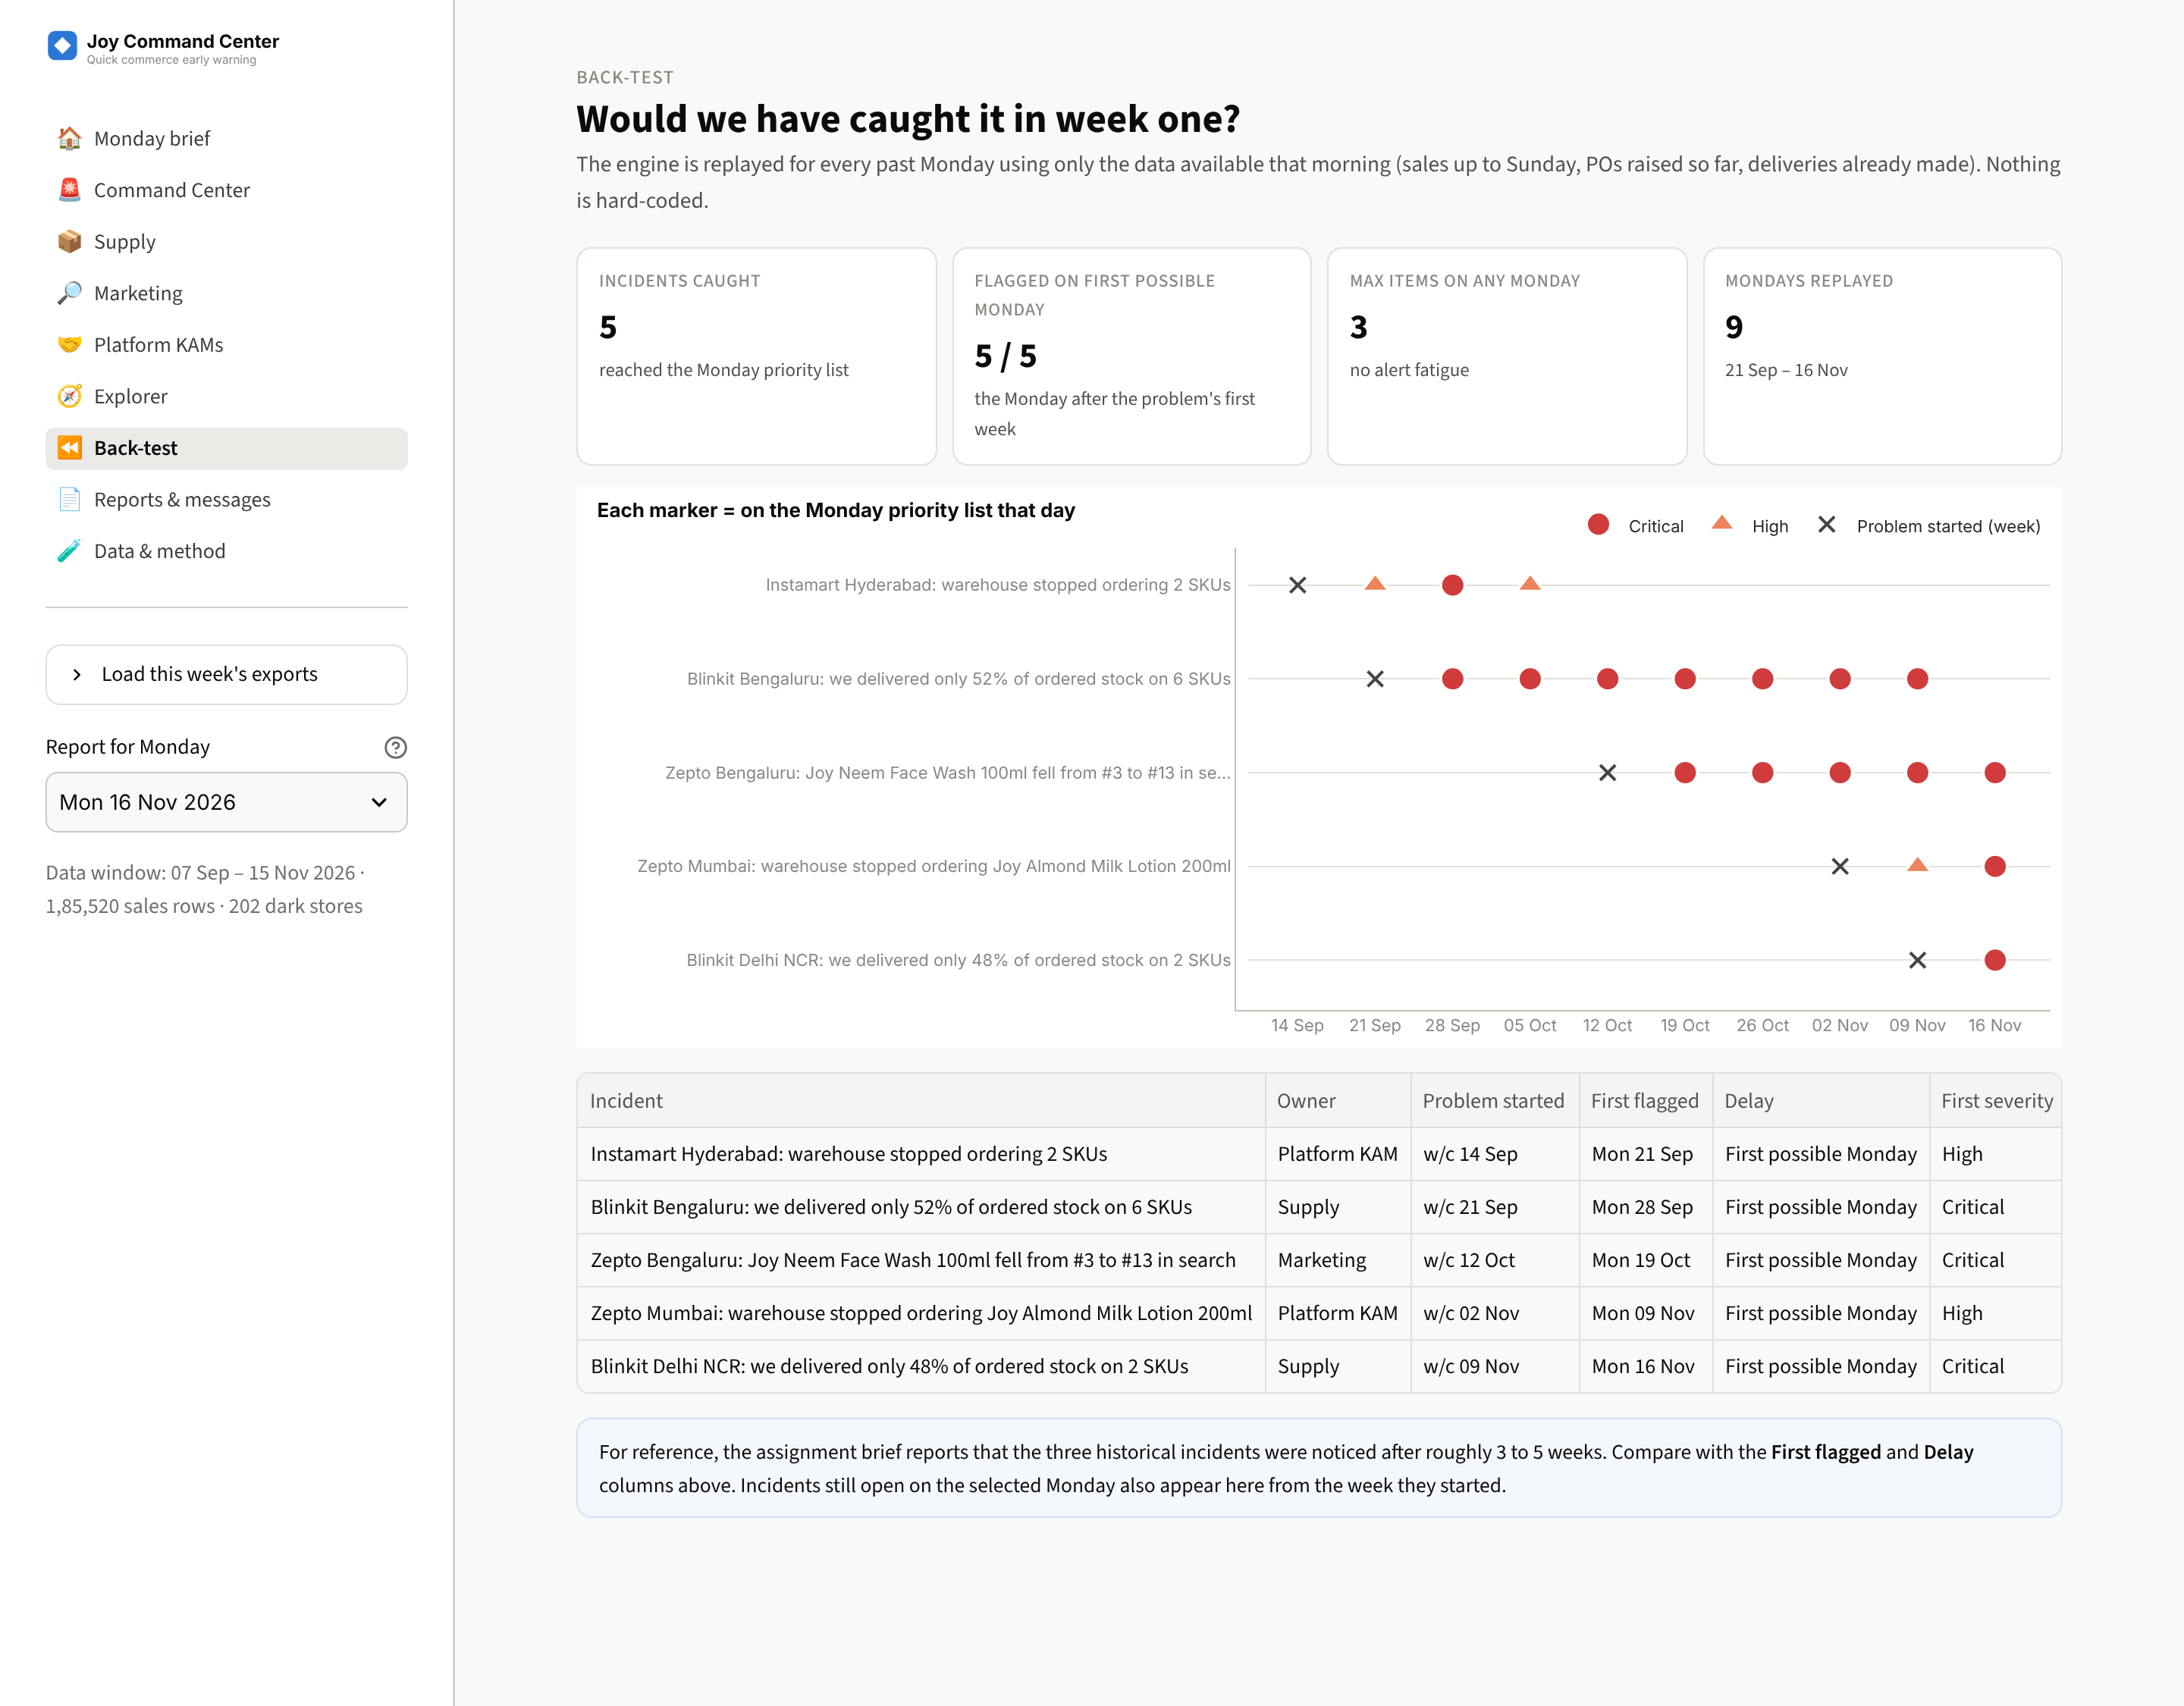 Joy Command Center
Quick commerce early warning
Monday brief
Command Center
Supply
Marketing
Platform KAMs
Explorer
Back-test
Reports & messages
Data & method
Load this week's exports
Report for Monday
Mon 16 Nov 2026
Data window: 07 Sep – 15 Nov 2026 ·
1,85,520 sales rows · 202 dark stores
BACK-TEST
Would we have caught it in week one?
The engine is replayed for every past Monday using only the data available that morning (sales up to Sunday, POs raised so far, deliveries already made). Nothing
is hard-coded.
INCIDENTS CAUGHT
5
reached the Monday priority list
FLAGGED ON FIRST POSSIBLE
MONDAY
5 / 5
the Monday after the problem's first
week
MAX ITEMS ON ANY MONDAY
3
no alert fatigue
MONDAYS REPLAYED
9
21 Sep – 16 Nov
Each marker = on the Monday priority list that day
Critical High Problem started (week)
Instamart Hyderabad: warehouse stopped ordering 2 SKUs
Blinkit Bengaluru: we delivered only 52% of ordered stock on 6 SKUs
Zepto Bengaluru: Joy Neem Face Wash 100ml fell from #3 to #13 in se...
Zepto Mumbai: warehouse stopped ordering Joy Almond Milk Lotion 200ml
Blinkit Delhi NCR: we delivered only 48% of ordered stock on 2 SKUs
14 Sep 21 Sep 28 Sep 05 Oct 12 Oct 19 Oct 26 Oct 02 Nov 09 Nov 16 Nov
Incident Owner Problem started First flagged Delay First severity
Instamart Hyderabad: warehouse stopped ordering 2 SKUs Platform KAM w/c 14 Sep Mon 21 Sep First possible Monday High
Blinkit Bengaluru: we delivered only 52% of ordered stock on 6 SKUs Supply w/c 21 Sep Mon 28 Sep First possible Monday Critical
Zepto Bengaluru: Joy Neem Face Wash 100ml fell from #3 to #13 in search Marketing w/c 12 Oct Mon 19 Oct First possible Monday Critical
Zepto Mumbai: warehouse stopped ordering Joy Almond Milk Lotion 200ml Platform KAM w/c 02 Nov Mon 09 Nov First possible Monday High
Blinkit Delhi NCR: we delivered only 48% of ordered stock on 2 SKUs Supply w/c 09 Nov Mon 16 Nov First possible Monday Critical
For reference, the assignment brief reports that the three historical incidents were noticed after roughly 3 to 5 weeks. Compare with the First flagged and Delay
columns above. Incidents still open on the selected Monday also appear here from the week they started.